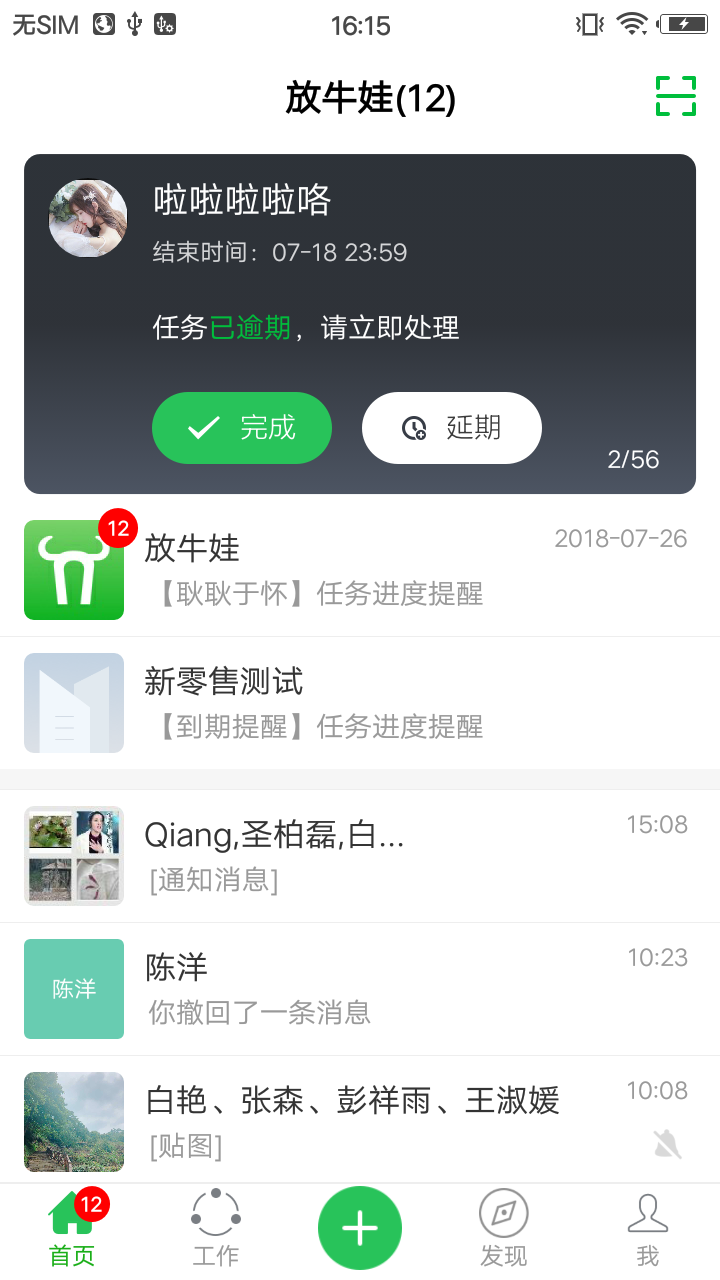 无SIM 16:15
放牛娃(12)
啦啦啦啦咯
结束时间：07-18 23:59
任务已逾期，请立即处理
完成 延期
2/56
12
放牛娃 2018-07-26
【耿耿于怀】任务进度提醒
新零售测试
【到期提醒】任务进度提醒
Qiang,圣柏磊,白... 15:08
[通知消息]
陈洋 陈洋 10:23
你撤回了一条消息
白艳、张森、彭祥雨、王淑媛 10:08
[贴图]
12
首页 工作 发现 我